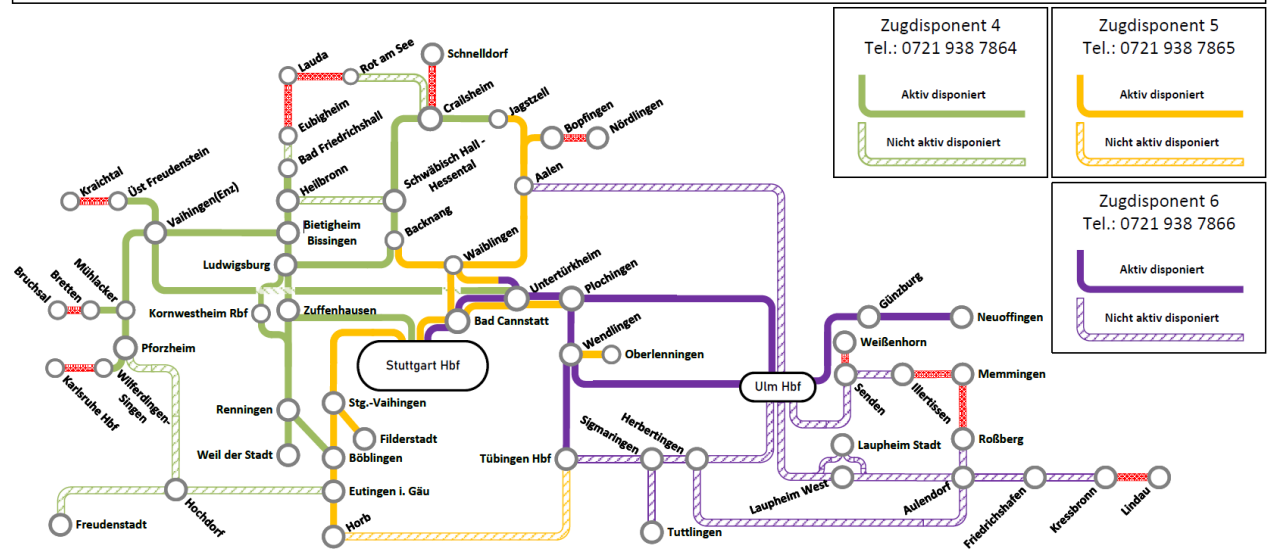 Zugdisponent 4
Tel.: 0721 938 7864
Aktiv disponiert
Nicht aktiv disponiert
Zugdisponent 5
Tel.: 0721 938 7865
Aktiv disponiert
Nicht aktiv disponiert
Zugdisponent 6
Tel.: 0721 938 7866
Aktiv disponiert
Nicht aktiv disponiert
Lauda
Rot am See
Schnelldorf
Eubigheim
Crailsheim
Jagstzell
Bad Friedrichshall
Bopfingen
Nördlingen
Kraichtal
Üst Freudenstein
Heilbronn
Schwäbisch Hall -
Hessental
Aalen
Vaihingen(Enz)
Bietigheim
Bissingen
Backnang
Waiblingen
Ludwigsburg
Untertürkheim
Plochingen
Bruchsal
Bretten
Mühlacker
Kornwestheim Rbf
Zuffenhausen
Bad Cannstatt
Günzburg
Neuoffingen
Wendlingen
Oberlenningen
Weißenhorn
Pforzheim
Stuttgart Hbf
Ulm Hbf
Senden
Illertissen
Memmingen
Karlsruhe Hbf
Wilferdingen-
Singen
Renningen
Stg.-Vaihingen
Filderstadt
Sigmaringen
Herbertingen
Laupheim Stadt
Roßberg
Weil der Stadt
Böblingen
Tübingen Hbf
Eutingen i. Gäu
Laupheim West
Aulendorf
Friedrichshafen
Kressbronn
Lindau
Freudenstadt
Hochdorf
Horb
Tuttlingen